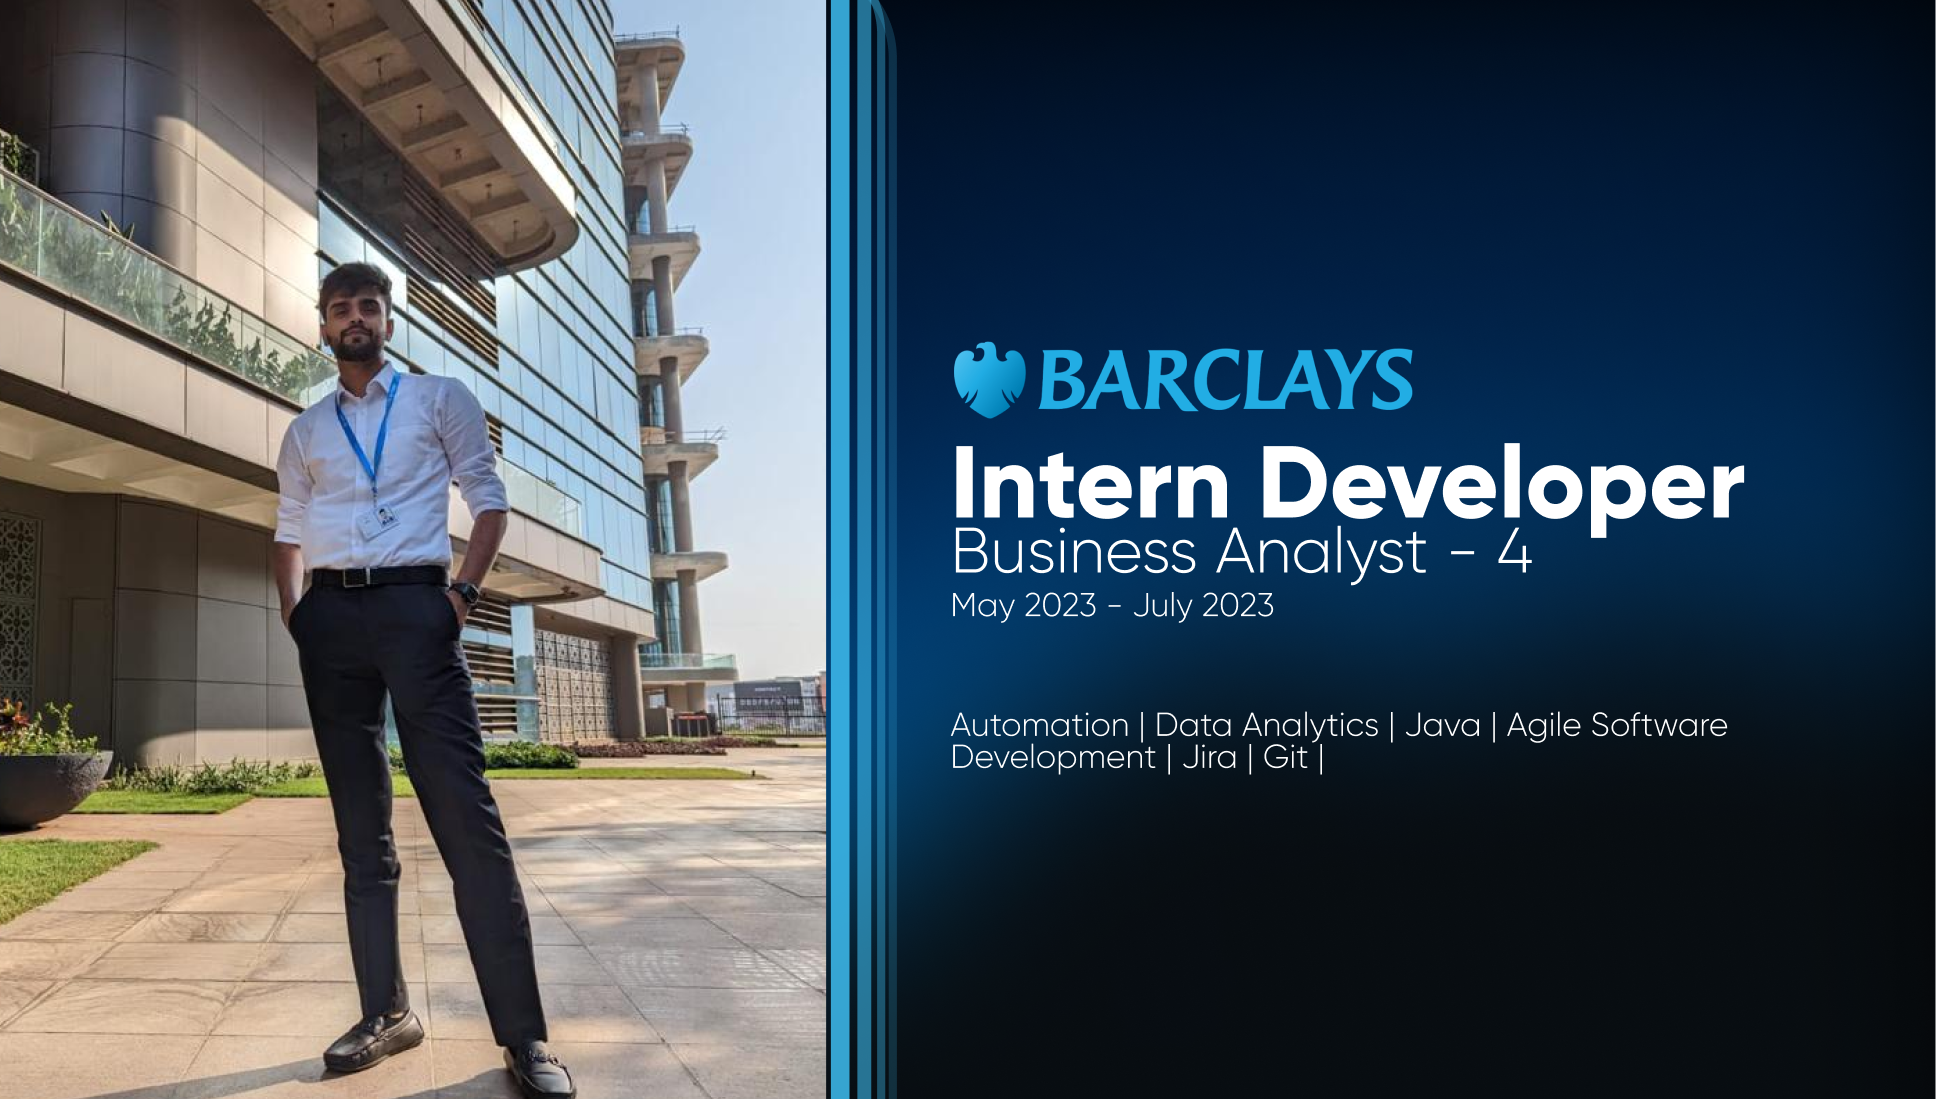 BARCLAYS
Intern Developer
Business Analyst - 4
May 2023 - July 2023
Automation | Data Analytics | Java | Agile Software
Development | Jira | Git |